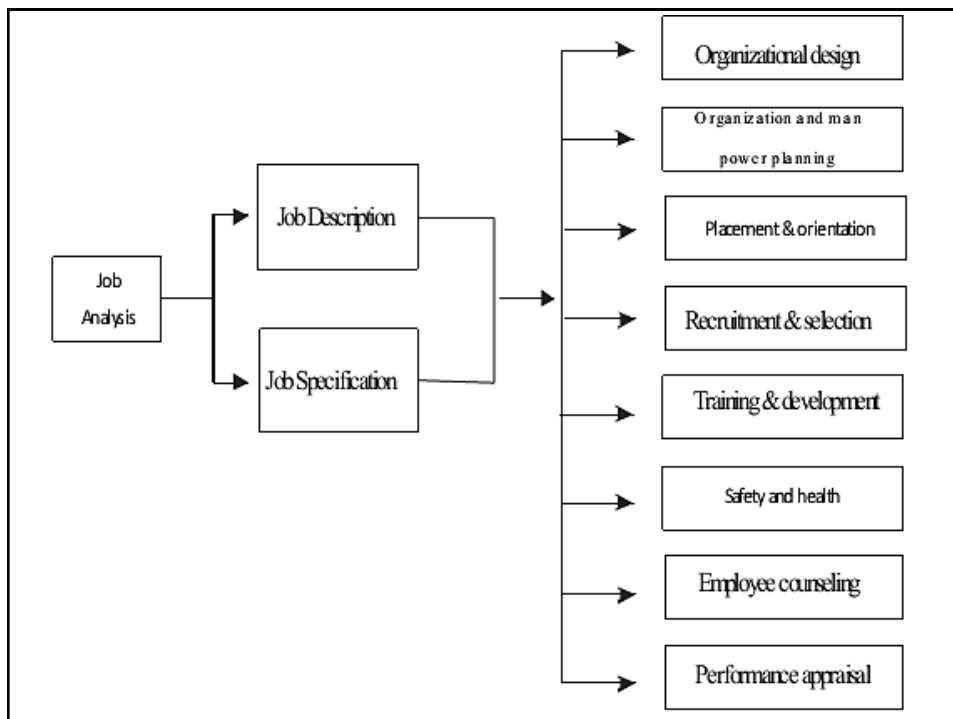 Job
Analysis
Job Description
Job Specification
Organizational design
Organization and man
power planning
Placement & orientation
Recruitment & selection
Training & development
Safety and health
Employee counseling
Performance appraisal